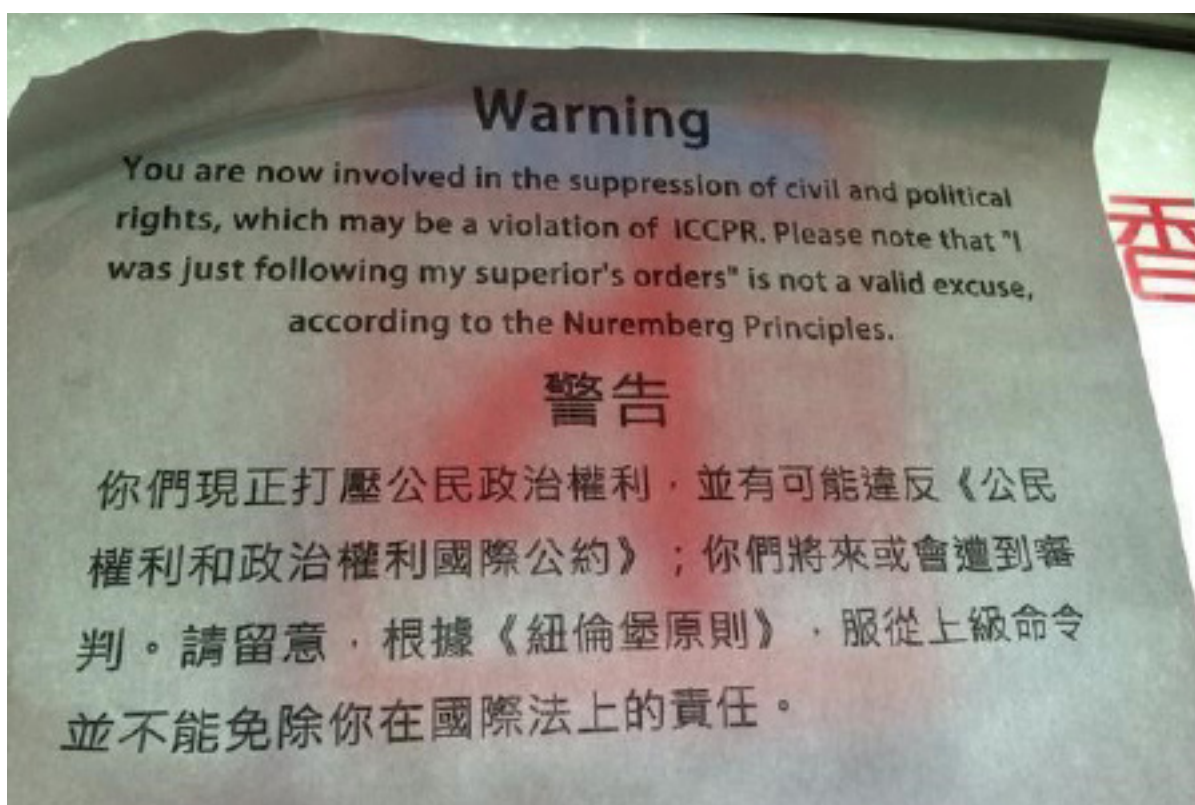 Warning
You are now involved in the suppression of civil and political
rights, which may be a violation of ICCPR. Please note that "I
was just following my superior's orders" is not a valid excuse,
according to the Nuremberg Principles.
警告
你們現正打壓公民政治權利，並有可能違反《公民
權利和政治權利國際公約》；你們將來或會遭到審
判。請留意，根據《紐倫堡原則》，服從上級命令
並不能免除你在國際法上的責任。
香